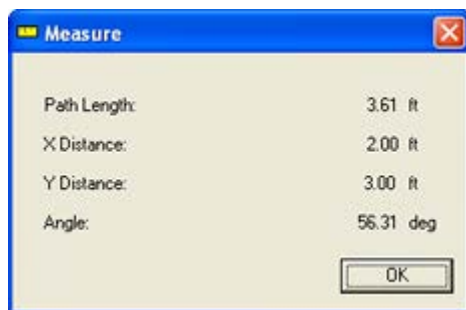 Measure
Path Length: 3.61 ft
X Distance: 2.00 ft
Y Distance: 3.00 ft
Angle: 56.31 deg
OK